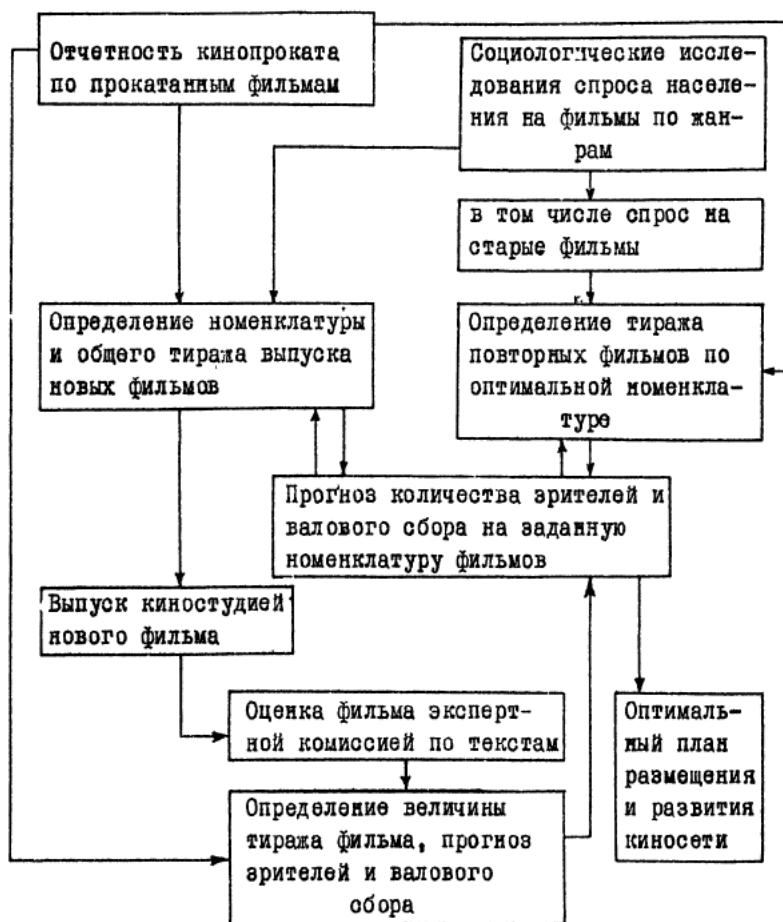 Отчетность кинопроката
по прокатанным фильмам
Социологические иссле-
дования спроса населе-
ния на фильмы по жан-
рам
в том числе спрос на
старые фильмы
Определение номенклатуры
и общего тиража выпуска
новых фильмов
Определение тиража
повторных фильмов по
оптимальной номенкла-
туре
Прогноз количества зрителей и
валового сбора на заданную
номенклатуру фильмов
Выпуск киностудией
нового фильма
Оценка фильма эксперт-
ной комиссией по текстам
Оптималь-
ный план
размещения
и развития
киносети
Определение величины
тиража фильма, прогноз
зрителей и валового
сбора